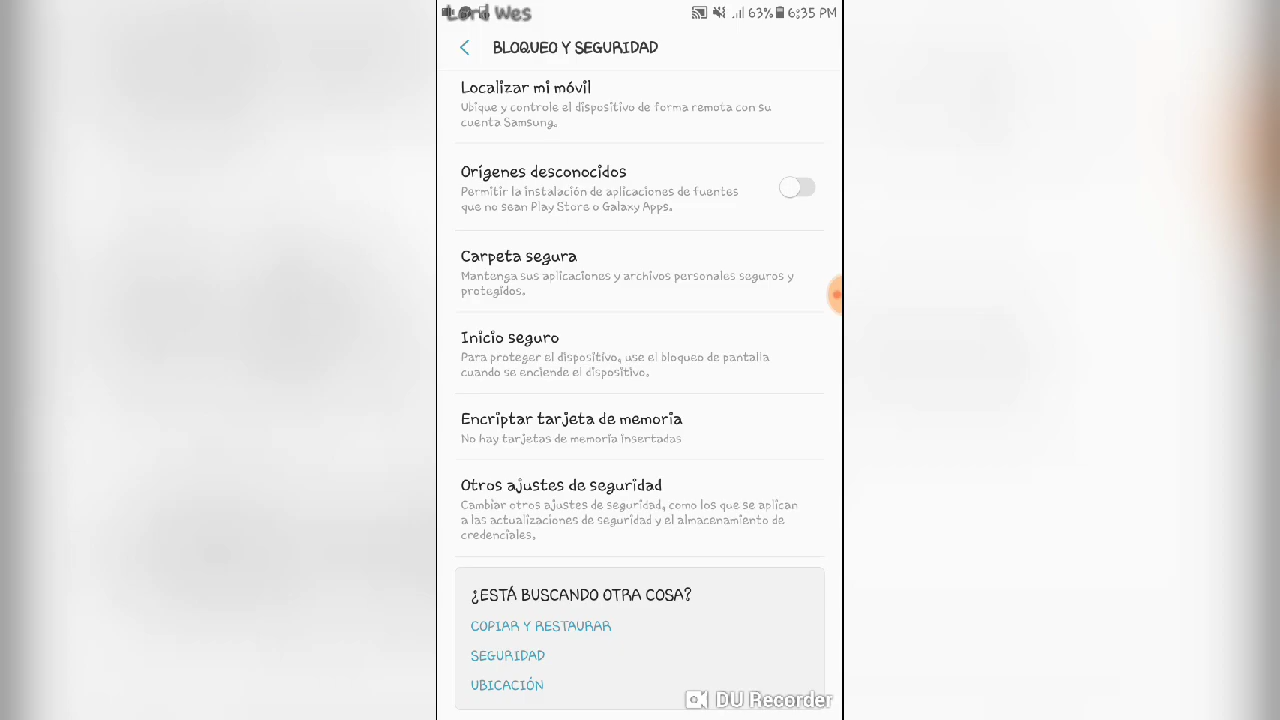 Lord Wes
63% 6:35 PM
BLOQUEO Y SEGURIDAD
Localizar mi móvil
Ubique y controle el dispositivo de forma remota con su
cuenta Samsung.
Orígenes desconocidos
Permitir la instalación de aplicaciones de fuentes
que no sean Play Store o Galaxy Apps.
Carpeta segura
Mantenga sus aplicaciones y archivos personales seguros y
protegidos.
Inicio seguro
Para proteger el dispositivo, use el bloqueo de pantalla
cuando se enciende el dispositivo.
Encriptar tarjeta de memoria
No hay tarjetas de memoria insertadas
Otros ajustes de seguridad
Cambiar otros ajustes de seguridad, como los que se aplican
a las actualizaciones de seguridad y el almacenamiento de
credenciales.
¿ESTÁ BUSCANDO OTRA COSA?
COPIAR Y RESTAURAR
SEGURIDAD
UBICACIÓN
DU Recorder